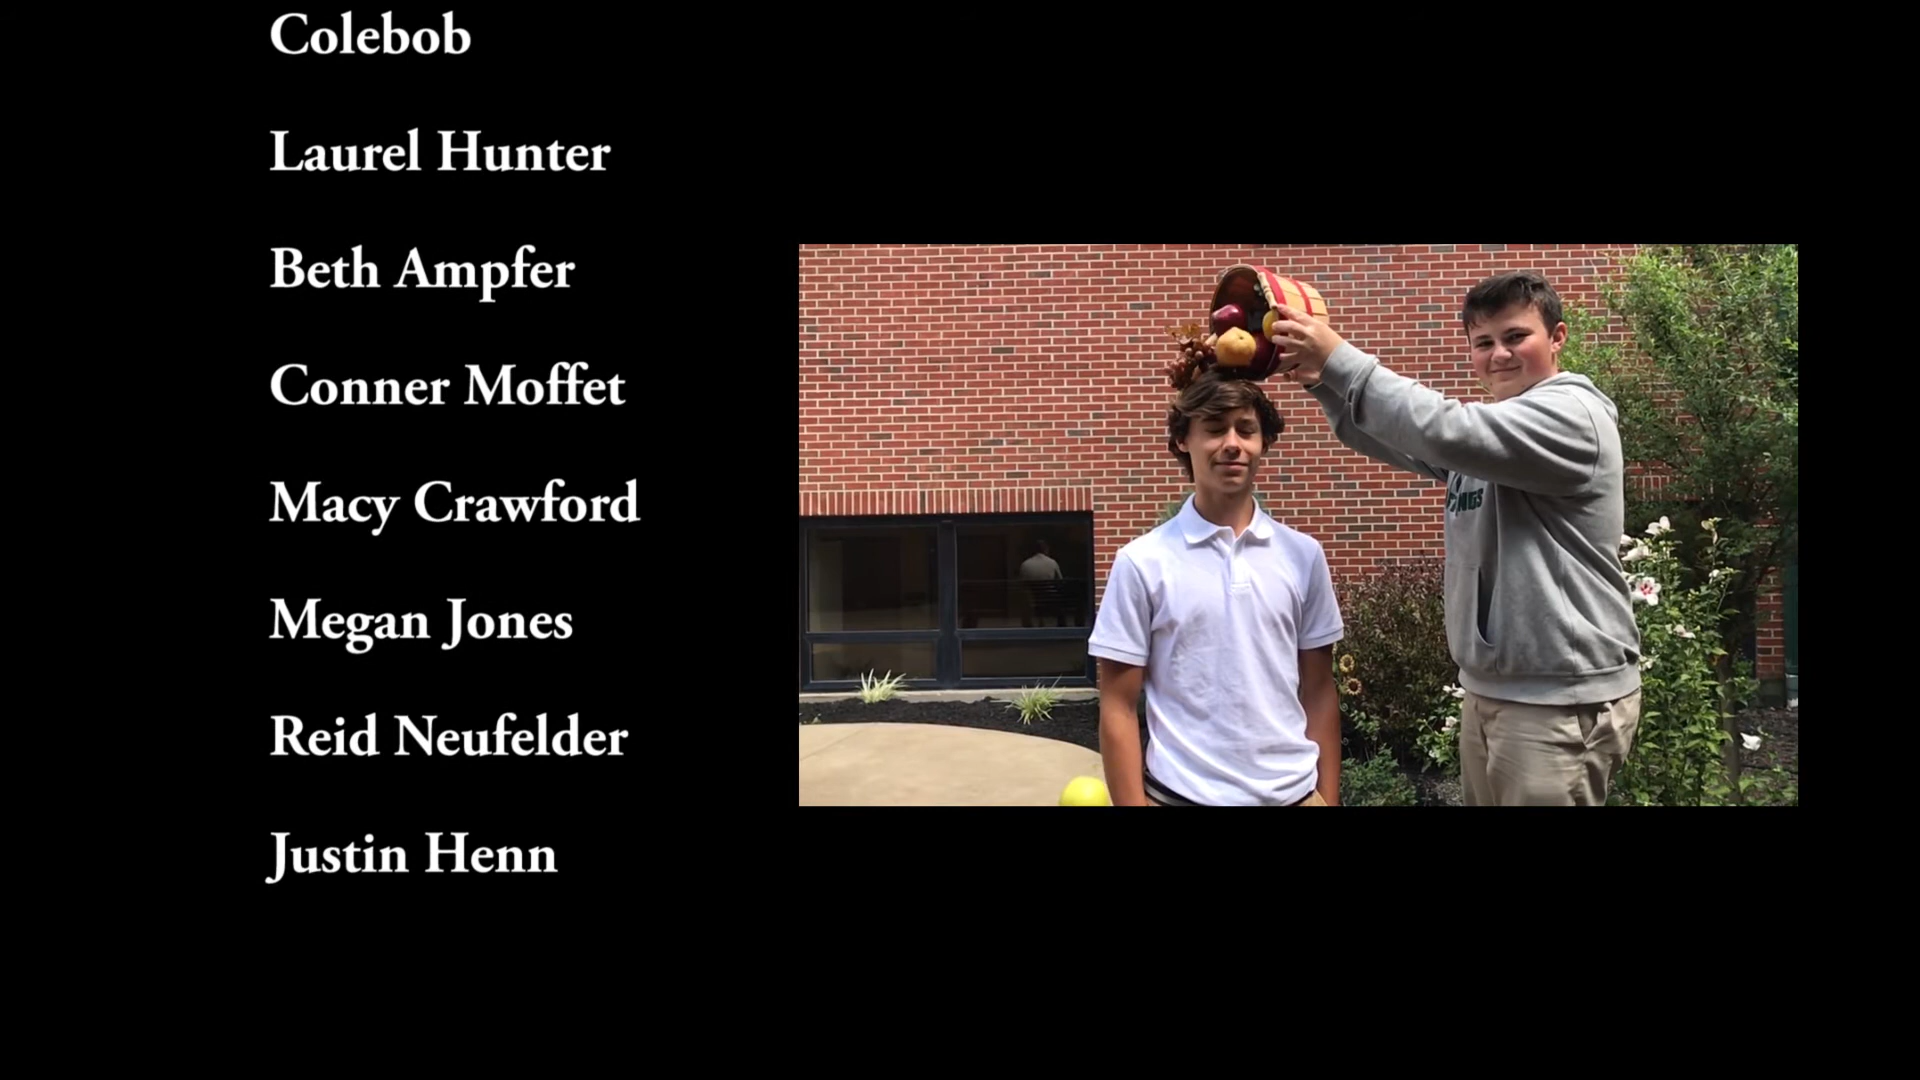 Colebob
Laurel Hunter
Beth Ampfer
Conner Moffet
Macy Crawford
Megan Jones
Reid Neufelder
Justin Henn